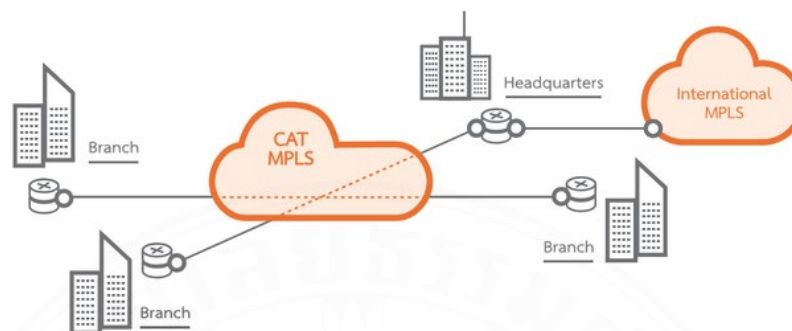 Headquarters
International
MPLS
Branch
CAT
MPLS
Branch
Branch